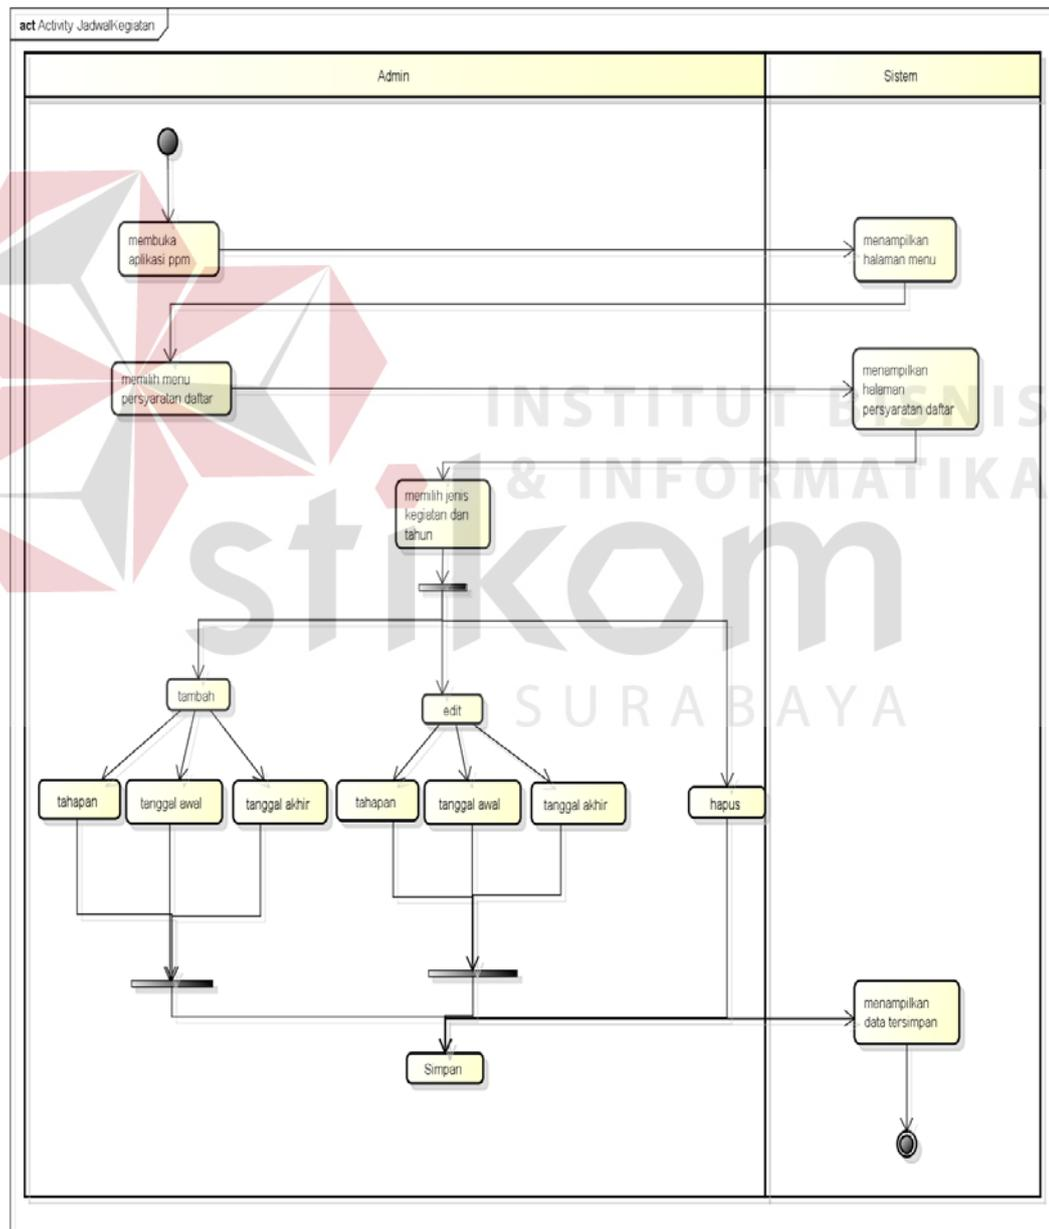 act Activity JadwalKegiatan
Admin
Sistem
membuka
aplikasi ppm
menampilkan
halaman menu
memilih menu
persyaratan daftar
menampilkan
halaman
persyaratan daftar
INSTITUT BISNIS
& INFORMATIKA
memilih jenis
kegiatan dan
tahun
stikom
SURABAYA
tambah
edit
tahapan
tanggal awal
tanggal akhir
tahapan
tanggal awal
tanggal akhir
hapus
menampilkan
data tersimpan
Simpan